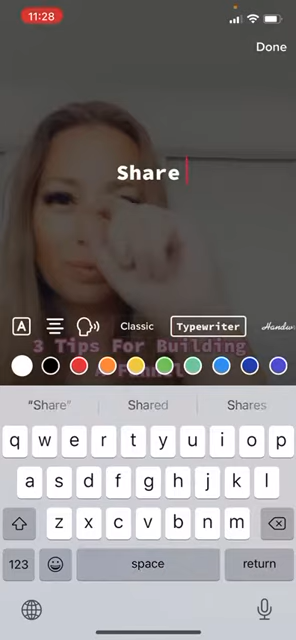 11:28
Done
Share
A
Classic
Typewriter
3 Tips For Building
"Share"
Shared
Shares
q w e r t y u i o p
a s d f g h j k l
z x c v b n m
123
space
return